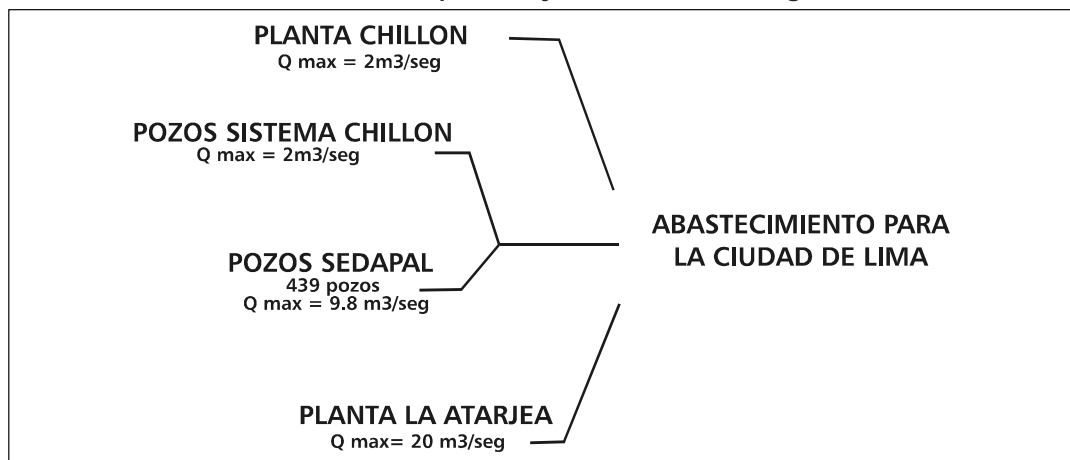 PLANTA CHILLON
Q max = 2m3/seg
POZOS SISTEMA CHILLON
Q max = 2m3/seg
ABASTECIMIENTO PARA
LA CIUDAD DE LIMA
POZOS SEDAPAL
439 pozos
Q max = 9.8 m3/seg
PLANTA LA ATARJEA
Q max= 20 m3/seg